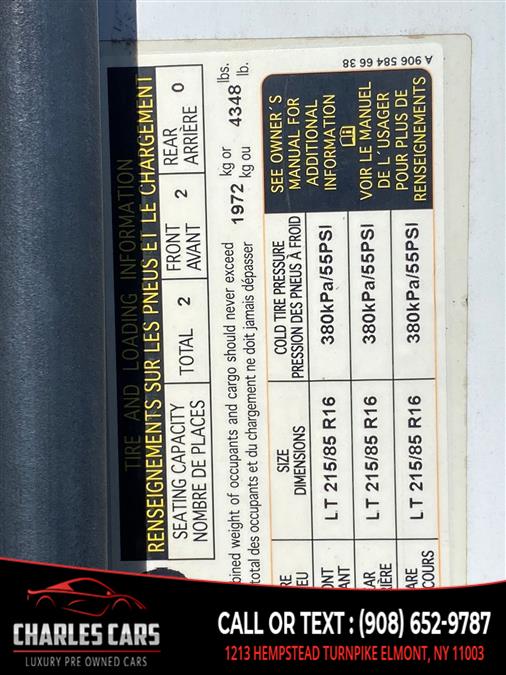 TIRE AND LOADING INFORMATION
RENSEIGNEMENTS SUR LES PNEUS ET LE CHARGEMENT
SEATING CAPACITY TOTAL 2 FRONT 2 REAR 0
NOMBRE DE PLACES AVANT ARRIÈRE
bined weight of occupants and cargo should never exceed 1972 kg or 4348 lbs.
total des occupants et du chargement ne doit jamais dépasser kg ou lb.
SIZE COLD TIRE PRESSURE
DIMENSIONS PRESSION DES PNEUS À FROID
LT 215/85 R16 380kPa/55PSI
LT 215/85 R16 380kPa/55PSI
LT 215/85 R16 380kPa/55PSI
SEE OWNER'S
MANUAL FOR
ADDITIONAL
INFORMATION
VOIR LE MANUEL
DE L'USAGER
POUR PLUS DE
RENSEIGNEMENTS
A 906 584 66 38
CHARLES CARS
LUXURY PRE OWNED CARS
CALL OR TEXT : (908) 652-9787
1213 HEMPSTEAD TURNPIKE ELMONT, NY 11003